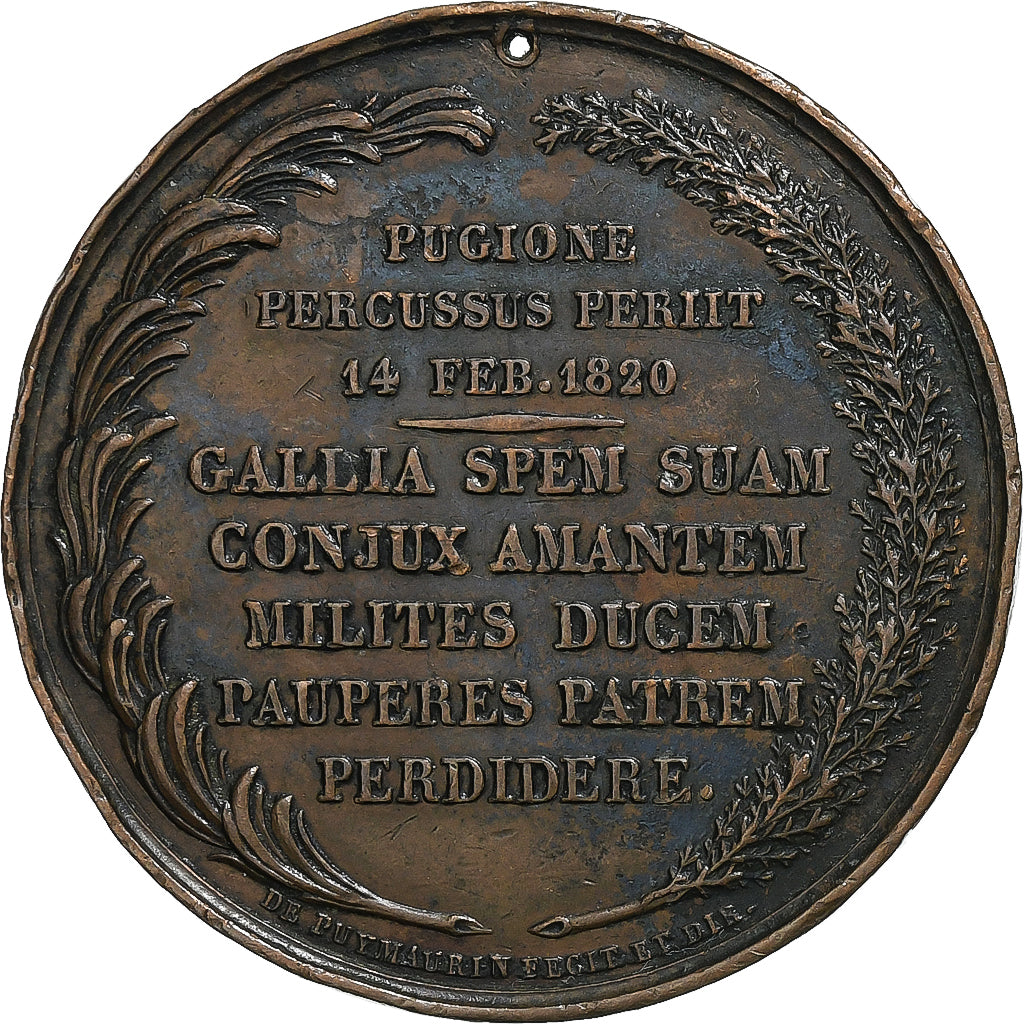 PUGIONE
PERCUSSUS PERIIT
14 FEB. 1820
GALLIA SPEM SUAM
CONJUX AMANTEM
MILITES DUCEM
PAUPERES PATREM
PERDIDERE.
DE PUYMAURIN FECIT ET DIR.